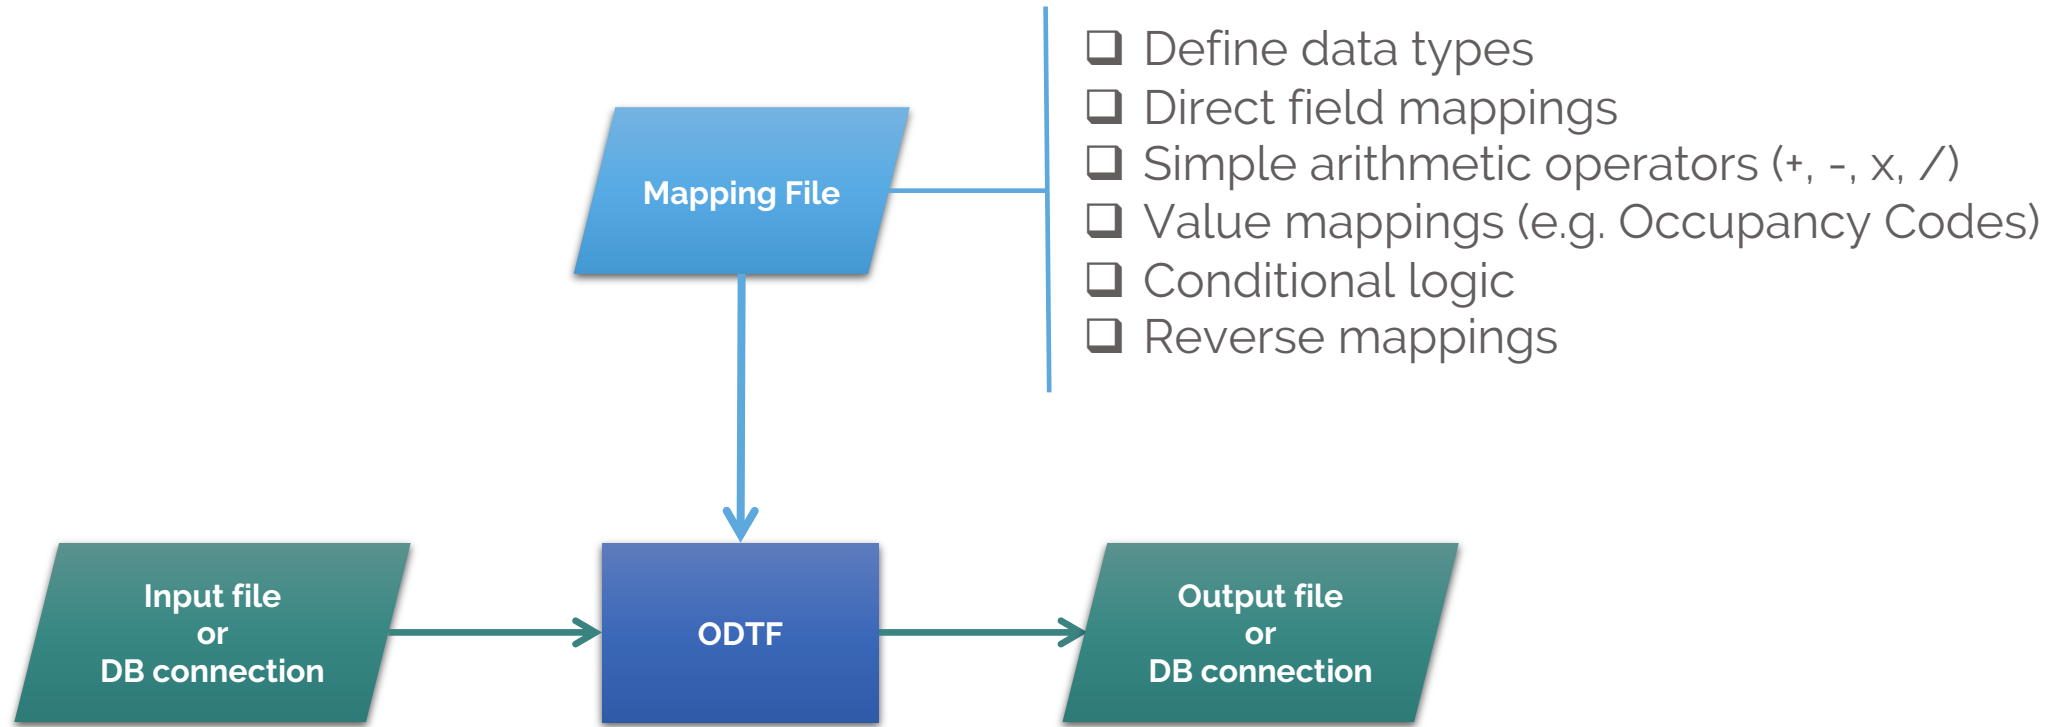 Define data types
Direct field mappings
Simple arithmetic operators (+, -, x, /)
Value mappings (e.g. Occupancy Codes)
Conditional logic
Reverse mappings
Mapping File
Input file
or
DB connection
ODTF
Output file
or
DB connection